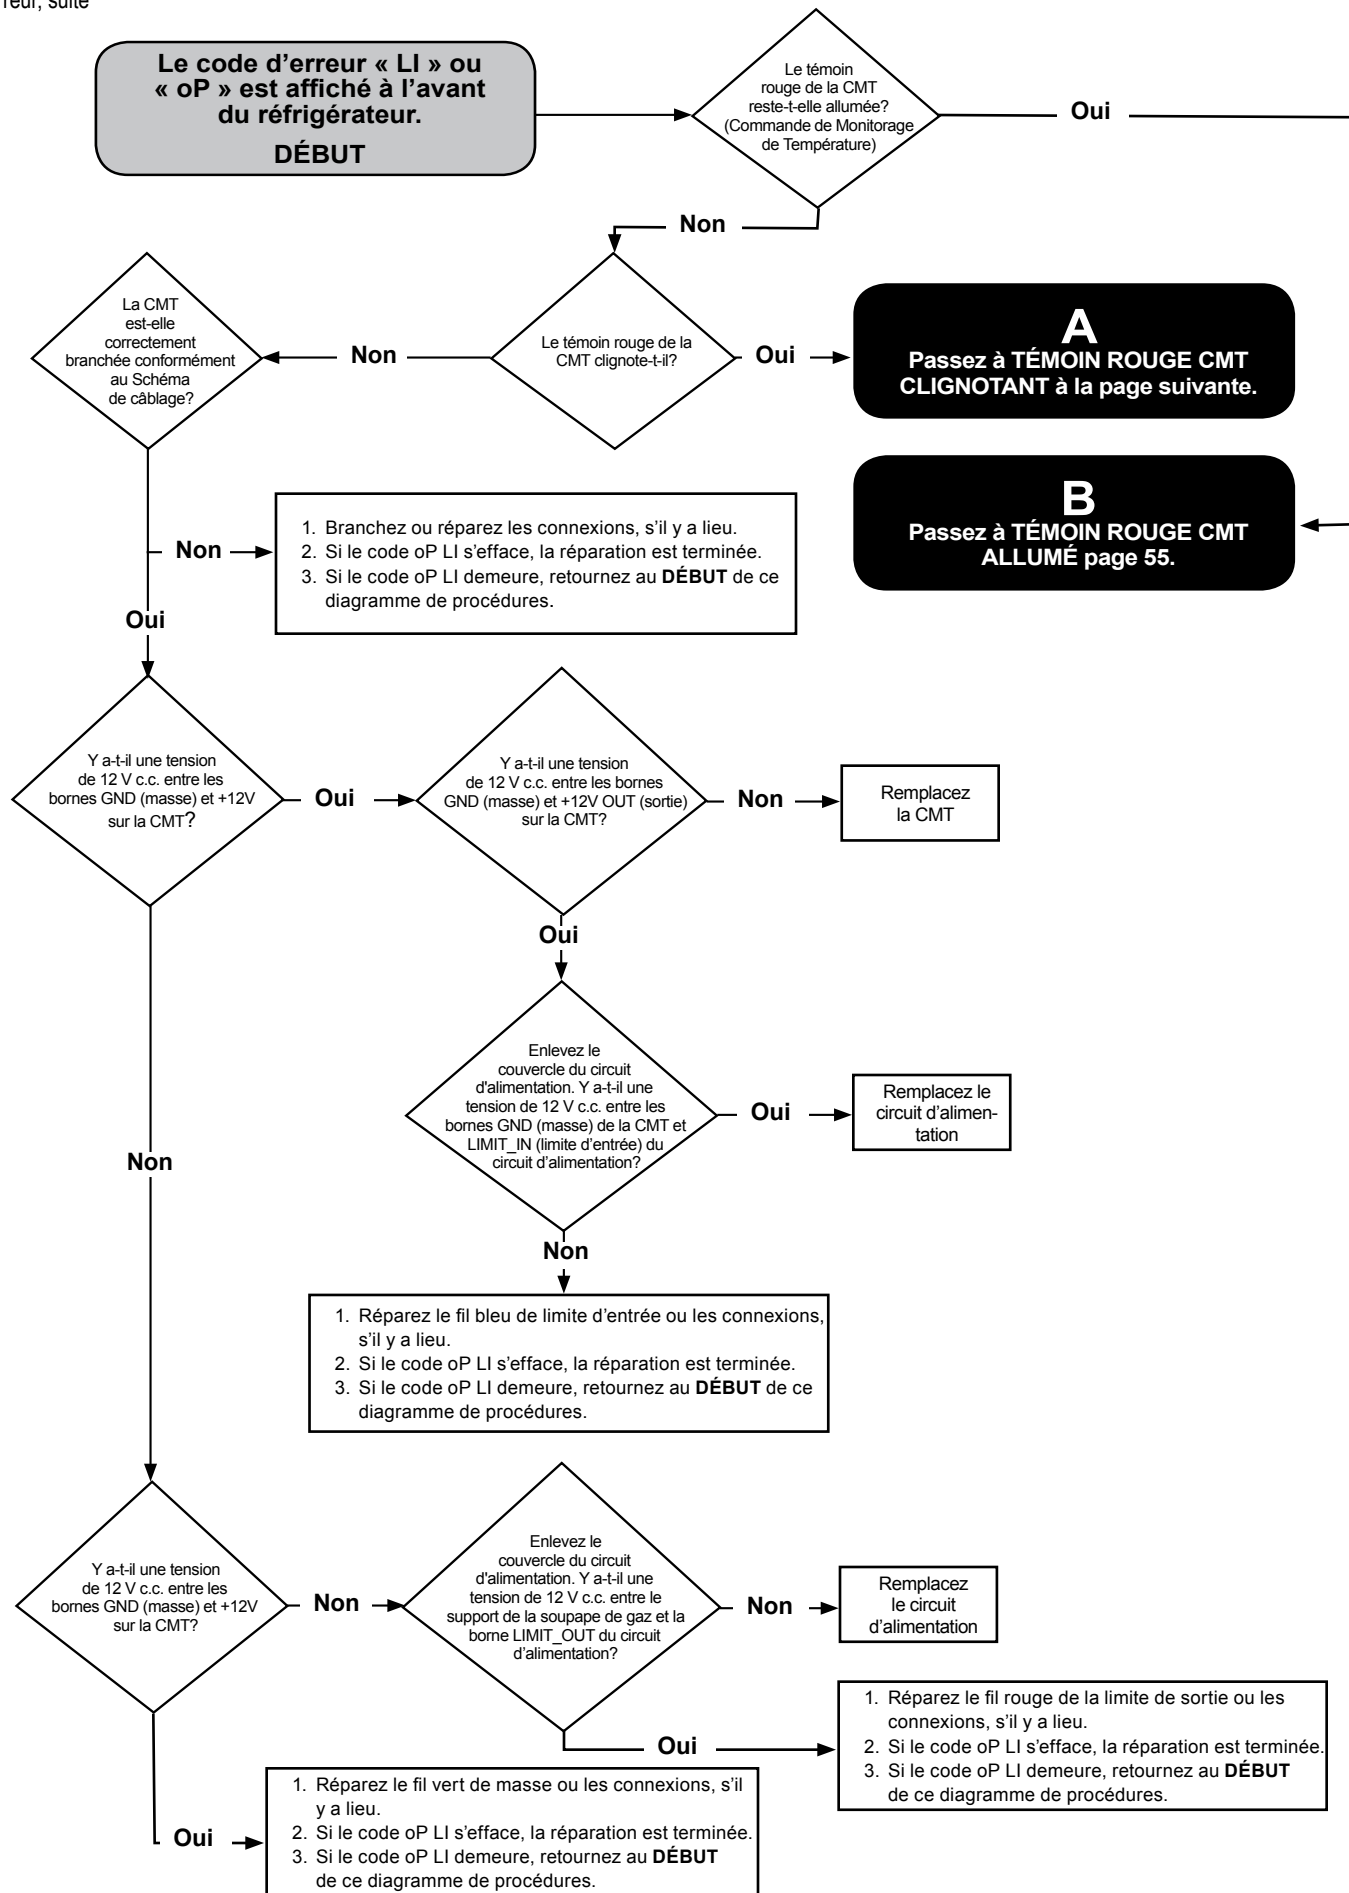 reur, suite
Le code d'erreur « LI » ou
« oP » est affiché à l'avant
du réfrigérateur.
DÉBUT
Le témoin
rouge de la CMT
reste-t-elle allumée?
(Commande de Monitorage
de Température)
Oui
Non
La CMT
est-elle
correctement
branchée conformément
au Schéma
de câblage?
Non
Le témoin rouge de la
CMT clignote-t-il?
Oui
A
Passez à TÉMOIN ROUGE CMT
CLIGNOTANT à la page suivante.
B
Passez à TÉMOIN ROUGE CMT
ALLUMÉ page 55.
Non
1. Branchez ou réparez les connexions, s'il y a lieu.
2. Si le code oP LI s'efface, la réparation est terminée.
3. Si le code oP LI demeure, retournez au DÉBUT de ce
diagramme de procédures.
Oui
Y a-t-il une tension
de 12 V c.c. entre les
bornes GND (masse) et +12V
sur la CMT?
Oui
Y a-t-il une tension
de 12 V c.c. entre les bornes
GND (masse) et +12V OUT (sortie)
sur la CMT?
Non
Remplacez
la CMT
Oui
Enlevez le
couvercle du circuit
d'alimentation. Y a-t-il une
tension de 12 V c.c. entre les
bornes GND (masse) de la CMT et
LIMIT_IN (limite d'entrée) du
circuit d'alimentation?
Oui
Remplacez le
circuit d'alimen-
tation
Non
Non
1. Réparez le fil bleu de limite d'entrée ou les connexions,
s'il y a lieu.
2. Si le code oP LI s'efface, la réparation est terminée.
3. Si le code oP LI demeure, retournez au DÉBUT de ce
diagramme de procédures.
Y a-t-il une tension
de 12 V c.c. entre les
bornes GND (masse) et +12V
sur la CMT?
Non
Enlevez le
couvercle du circuit
d'alimentation. Y a-t-il une
tension de 12 V c.c. entre le
support de la soupape de gaz et la
borne LIMIT_OUT du circuit
d'alimentation?
Non
Remplacez
le circuit
d'alimentation
Oui
1. Réparez le fil rouge de la limite de sortie ou les
connexions, s'il y a lieu.
2. Si le code oP LI s'efface, la réparation est terminée.
3. Si le code oP LI demeure, retournez au DÉBUT
de ce diagramme de procédures.
Oui
1. Réparez le fil vert de masse ou les connexions, s'il
y a lieu.
2. Si le code oP LI s'efface, la réparation est terminée.
3. Si le code oP LI demeure, retournez au DÉBUT
de ce diagramme de procédures.